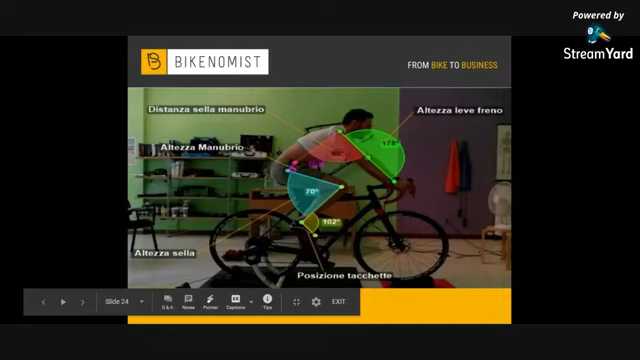 Powered by
StreamYard
BIKENOMIST
FROM BIKE TO BUSINESS
Distanza sella manubrio
Altezza leve freno
178°
Altezza Manubrio
70°
102°
Altezza sella
Posizione tacchette
Slide 24
Q & A
Notes
Pointer
Captions
Tips
EXIT